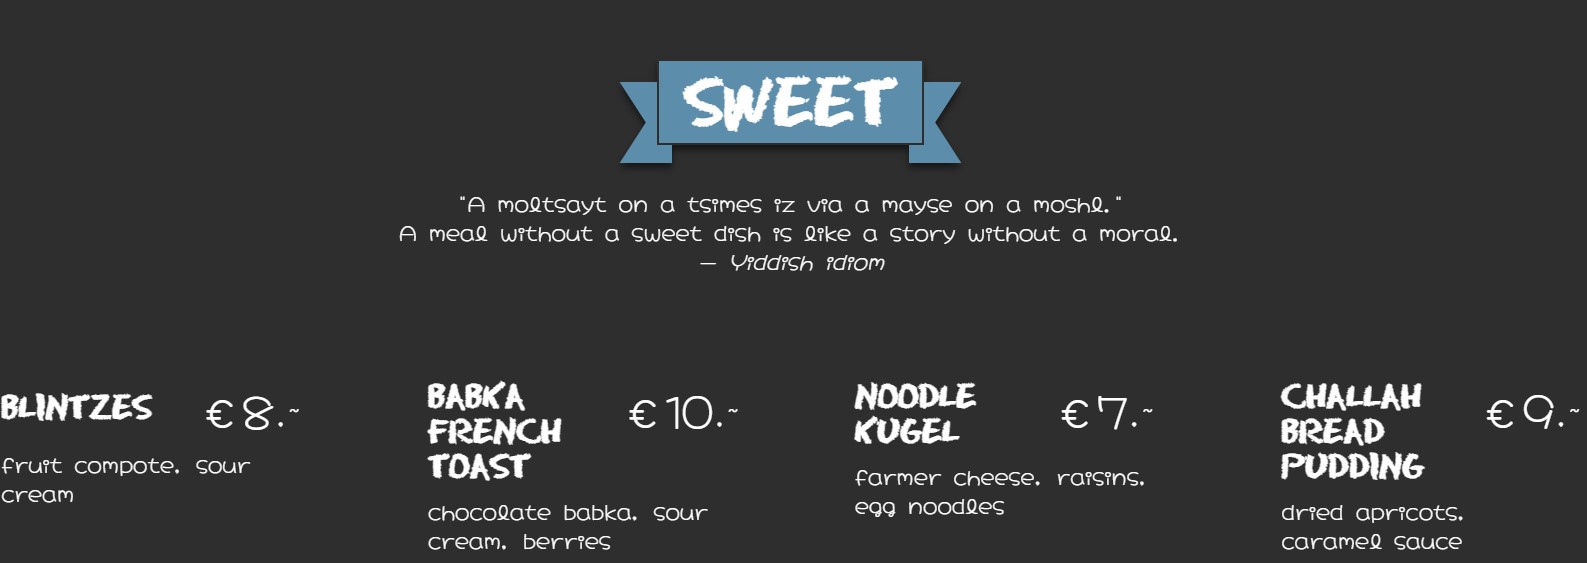 SWEET
"A moltsayt on a tsimes iz via a mayse on a moshl."
A meal without a sweet dish is like a story without a moral.
— Yiddish idiom
BLINTZES €8.~
fruit compote, sour
cream
BABKA
FRENCH
TOAST
€10.~
chocolate babka, sour
cream, berries
NOODLE
KUGEL
€7.~
farmer cheese, raisins,
egg noodles
CHALLAH
BREAD
PUDDING
€9.~
dried apricots,
caramel sauce